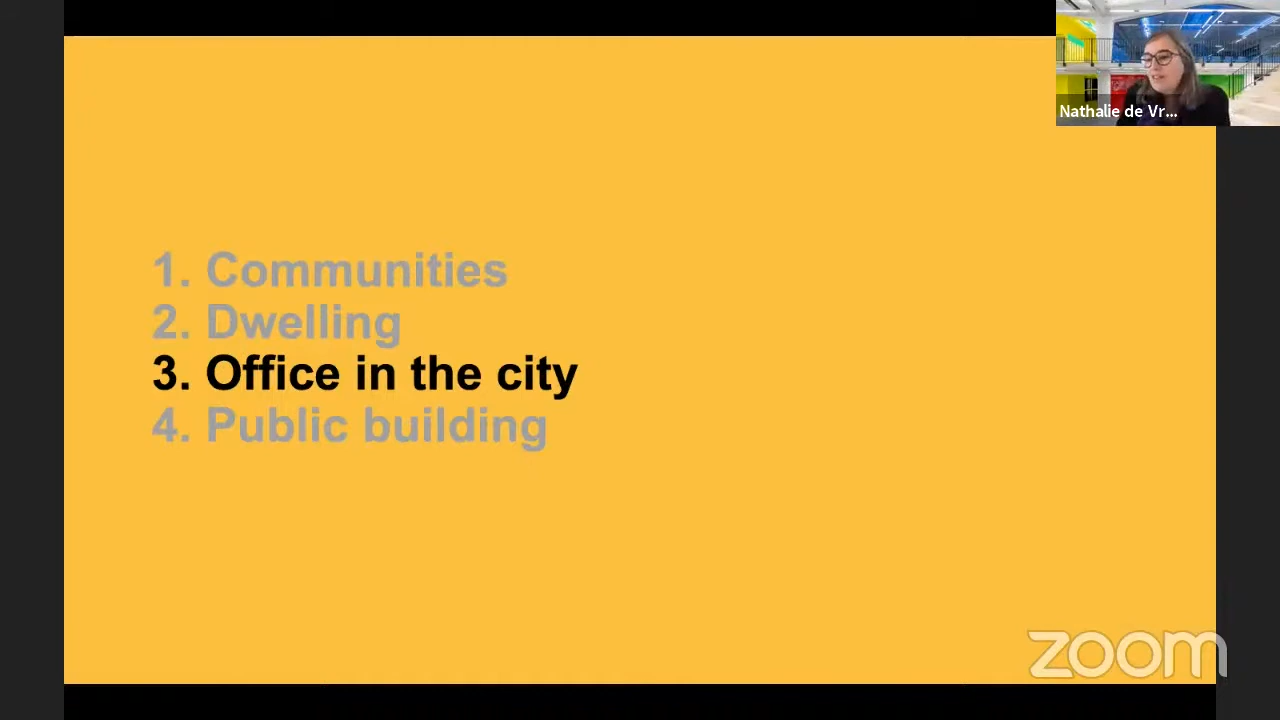 Nathalie de Vr...
1. Communities
2. Dwelling
3. Office in the city
4. Public building
zoom